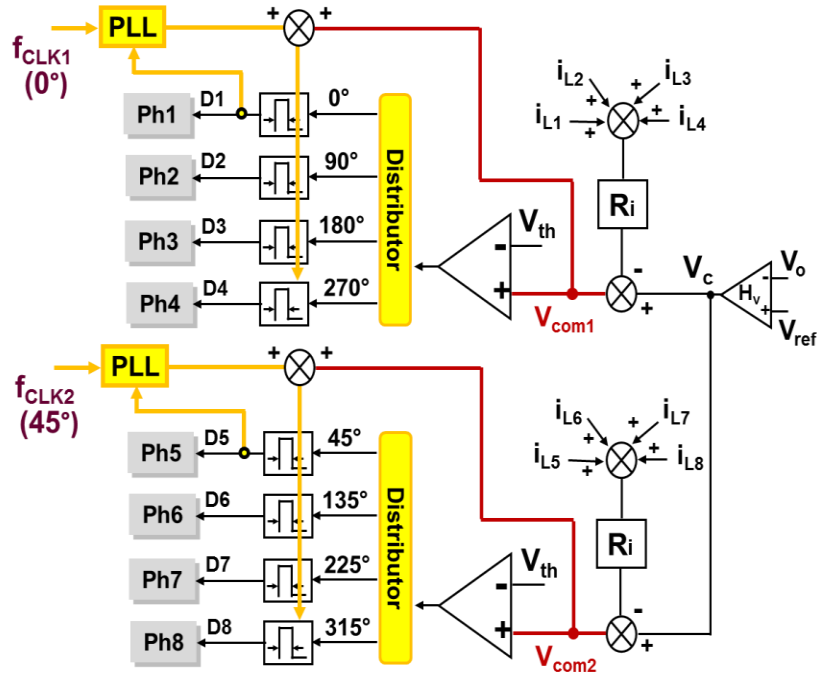 PLL
+ +
f_CLK1
(0°)
i_L2 i_L3
+ +
i_L1 + + i_L4
Ph1 D1 0°
Ph2 D2 90°
Ph3 D3 180°
Ph4 D4 270°
Distributor
R_i
V_th
-
+
V_com1
-
+
V_c
H_v
- V_o
+ V_ref
PLL
+ +
f_CLK2
(45°)
i_L6 i_L7
+ +
i_L5 + + i_L8
Ph5 D5 45°
Ph6 D6 135°
Ph7 D7 225°
Ph8 D8 315°
Distributor
R_i
V_th
-
+
V_com2
-
+